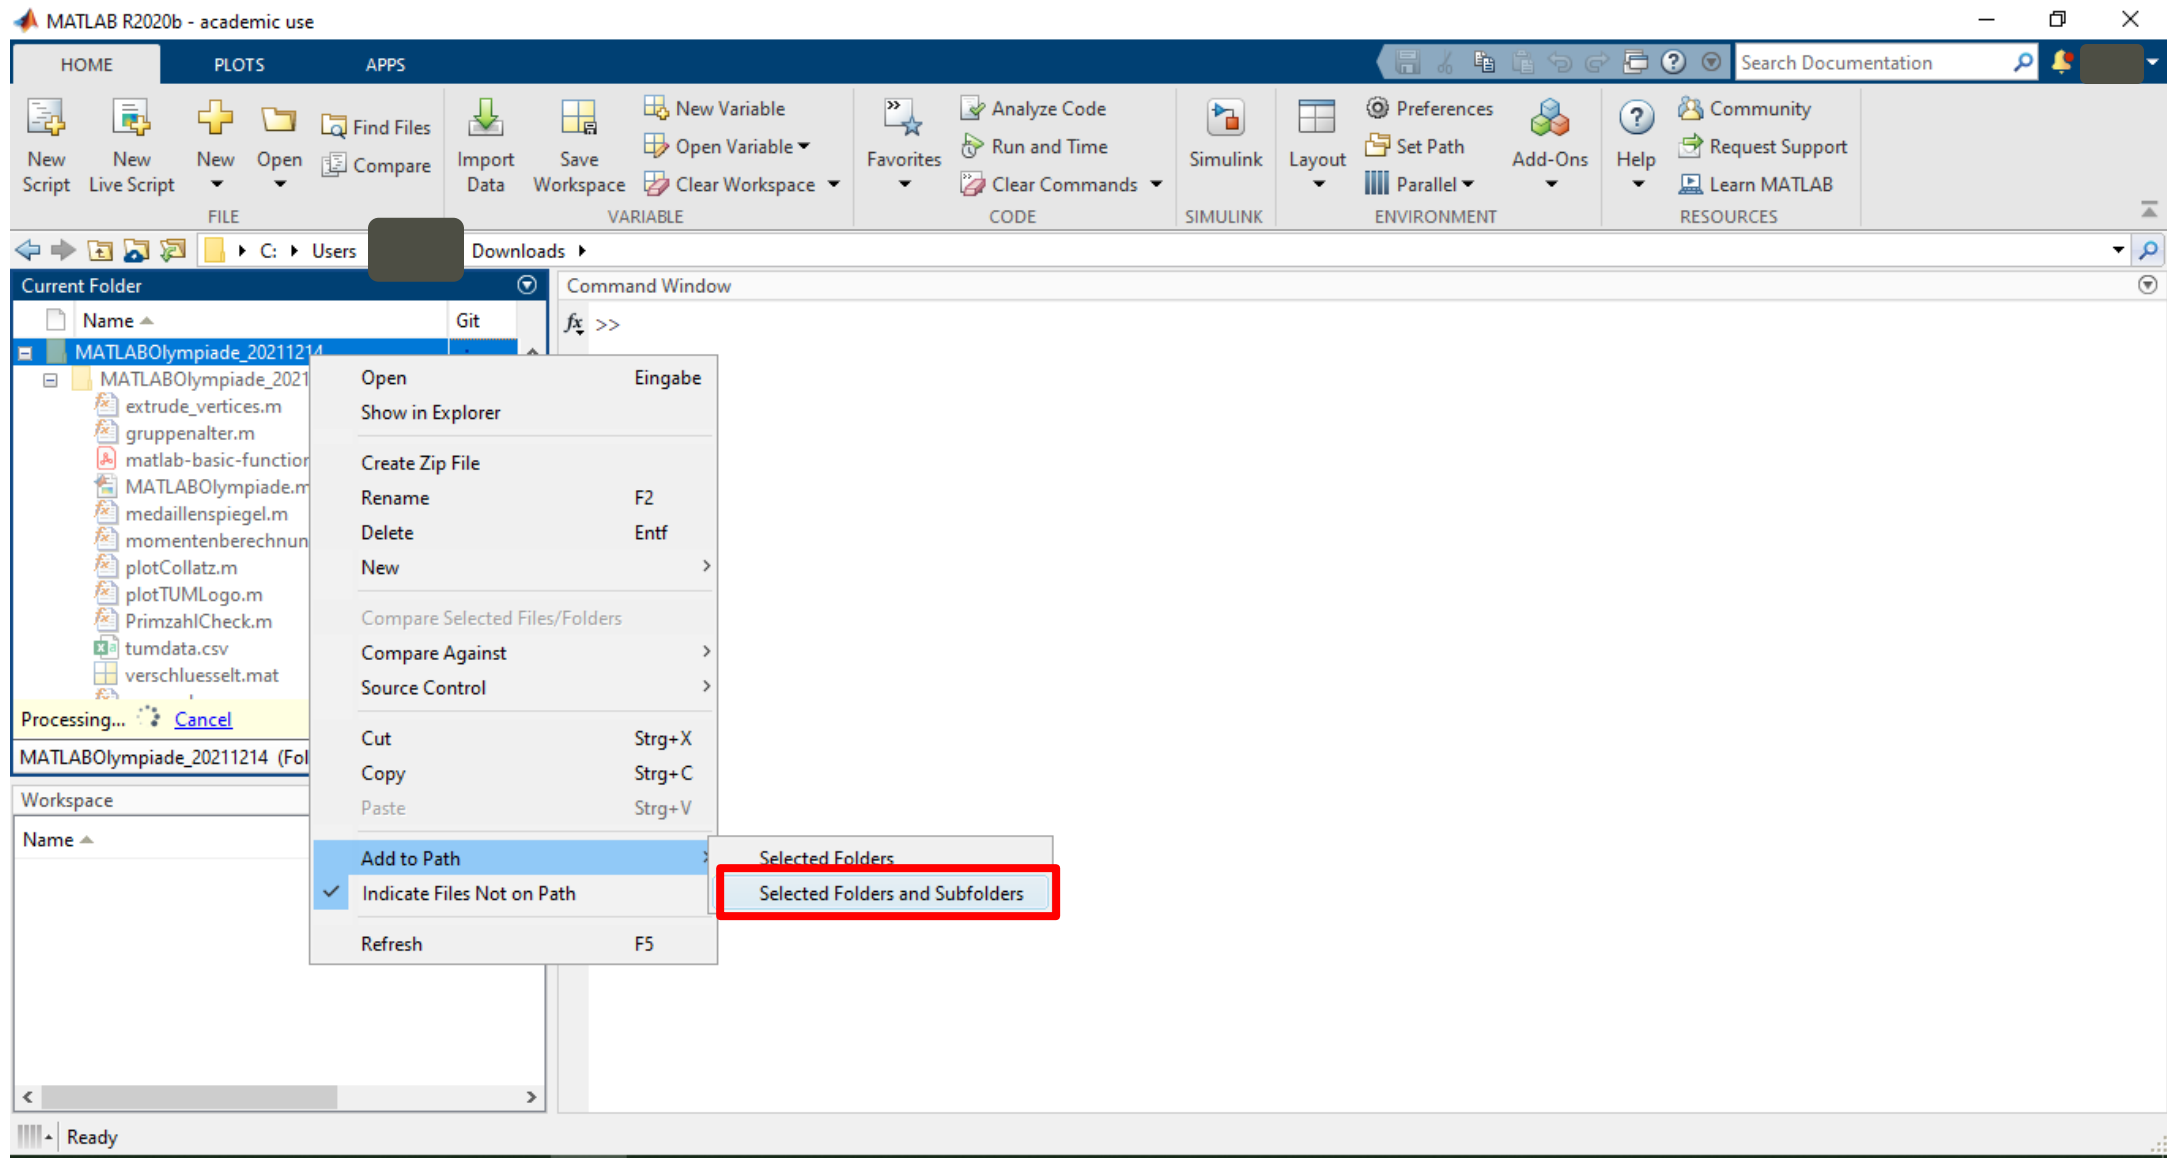 MATLAB R2020b - academic use
HOME PLOTS APPS
Search Documentation
New Script
New Live Script
New
Open
Find Files
Compare
Import Data
Save Workspace
New Variable
Open Variable
Clear Workspace
Favorites
Analyze Code
Run and Time
Clear Commands
Simulink
Layout
Preferences
Set Path
Parallel
Add-Ons
Help
Community
Request Support
Learn MATLAB
FILE VARIABLE CODE SIMULINK ENVIRONMENT RESOURCES
C: Users Downloads
Current Folder
Name Git
MATLABOlympiade_20211214
MATLABOlympiade_2021
extrude_vertices.m
gruppenalter.m
matlab-basic-function
MATLABOlympiade.m
medaillenspiegel.m
momentenberechnun
plotCollatz.m
plotTUMLogo.m
PrimzahlCheck.m
tumdata.csv
verschluesselt.mat
Processing... Cancel
MATLABOlympiade_20211214 (Fol
Workspace
Name
Command Window
fx >>
Open Eingabe
Show in Explorer
Create Zip File
Rename F2
Delete Entf
New
Compare Selected Files/Folders
Compare Against
Source Control
Cut Strg+X
Copy Strg+C
Paste Strg+V
Add to Path
Indicate Files Not on Path
Refresh F5
Selected Folders
Selected Folders and Subfolders
Ready